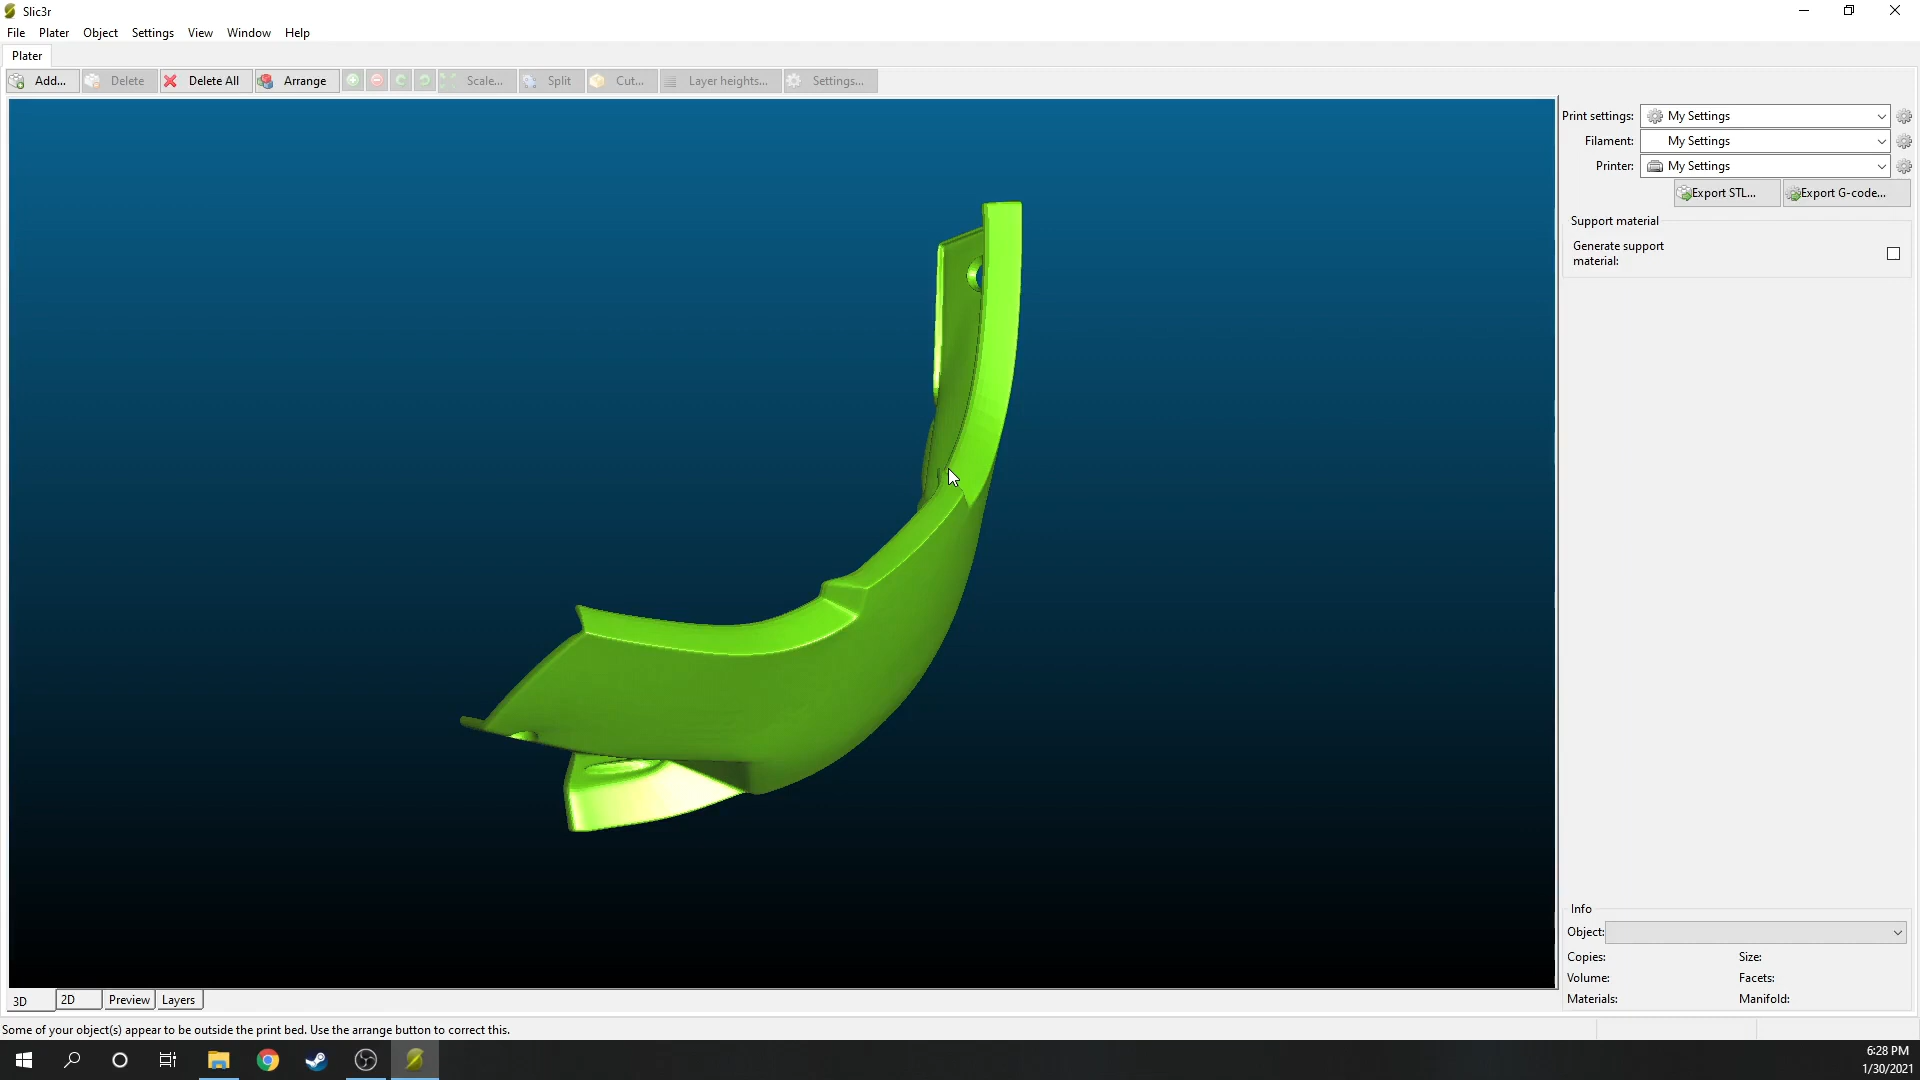 Slic3r
File Plater Object Settings View Window Help
Plater
Add... Delete Delete All Arrange Scale... Split Cut... Layer heights... Settings...
Print settings: My Settings
Filament: My Settings
Printer: My Settings
Export STL... Export G-code...
Support material
Generate support
material:
Info
Object:
Copies: Size:
Volume: Facets:
Materials: Manifold:
3D 2D Preview Layers
Some of your object(s) appear to be outside the print bed. Use the arrange button to correct this.
6:28 PM
1/30/2021